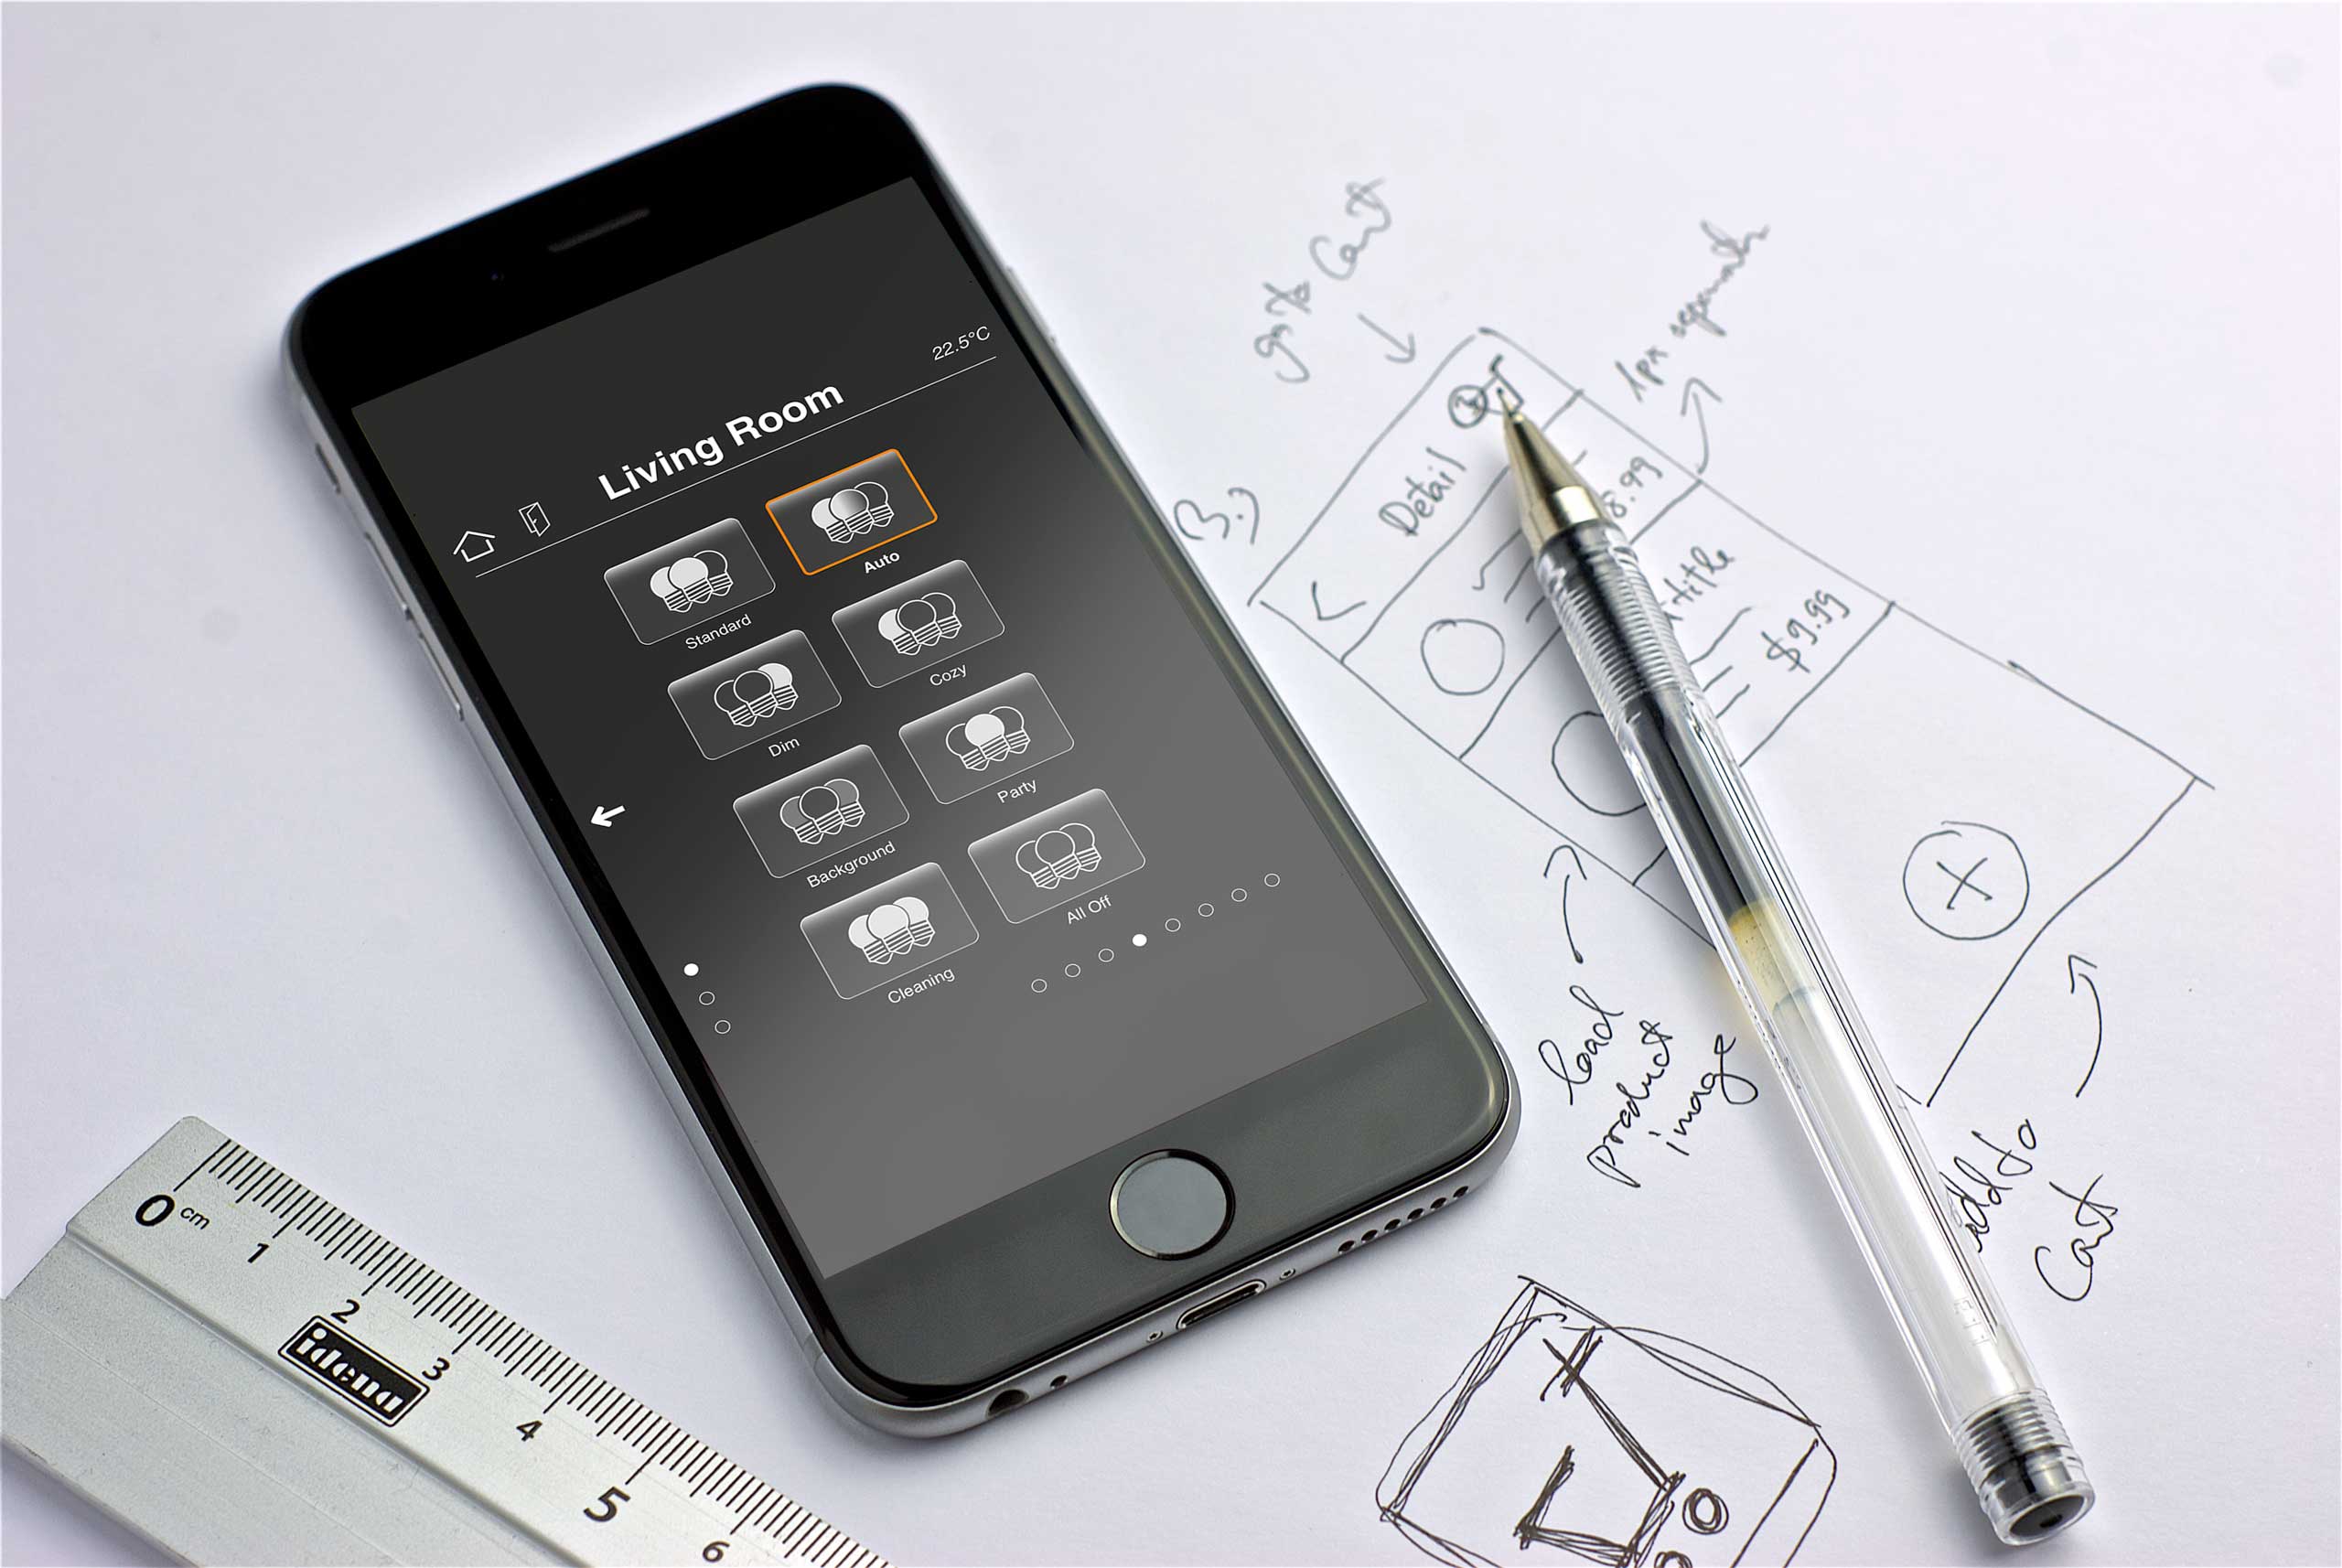 22.5°C
Living Room
Standard
Auto
Dim
Cozy
Background
Party
Cleaning
All Off
go to Cart
1px separator
B.)
Detail
8.99
title
$9.99
load
product
image
add to
Cart
0 cm
1
2
3
4
5
6
idena